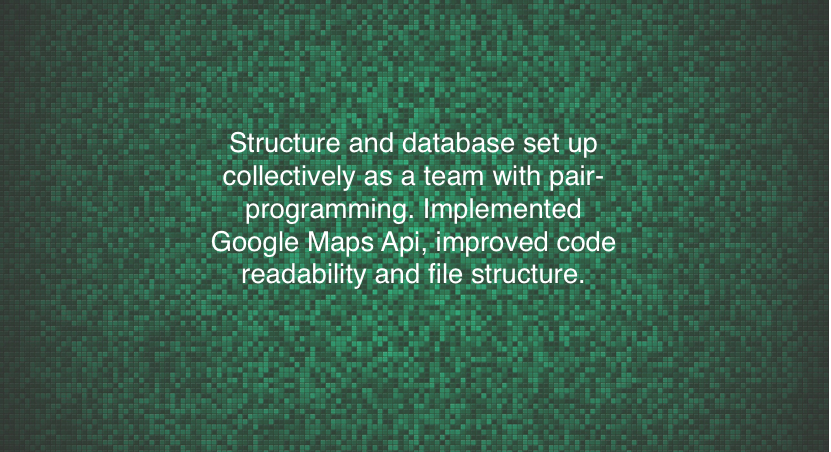 Structure and database set up
collectively as a team with pair-
programming. Implemented
Google Maps Api, improved code
readability and file structure.